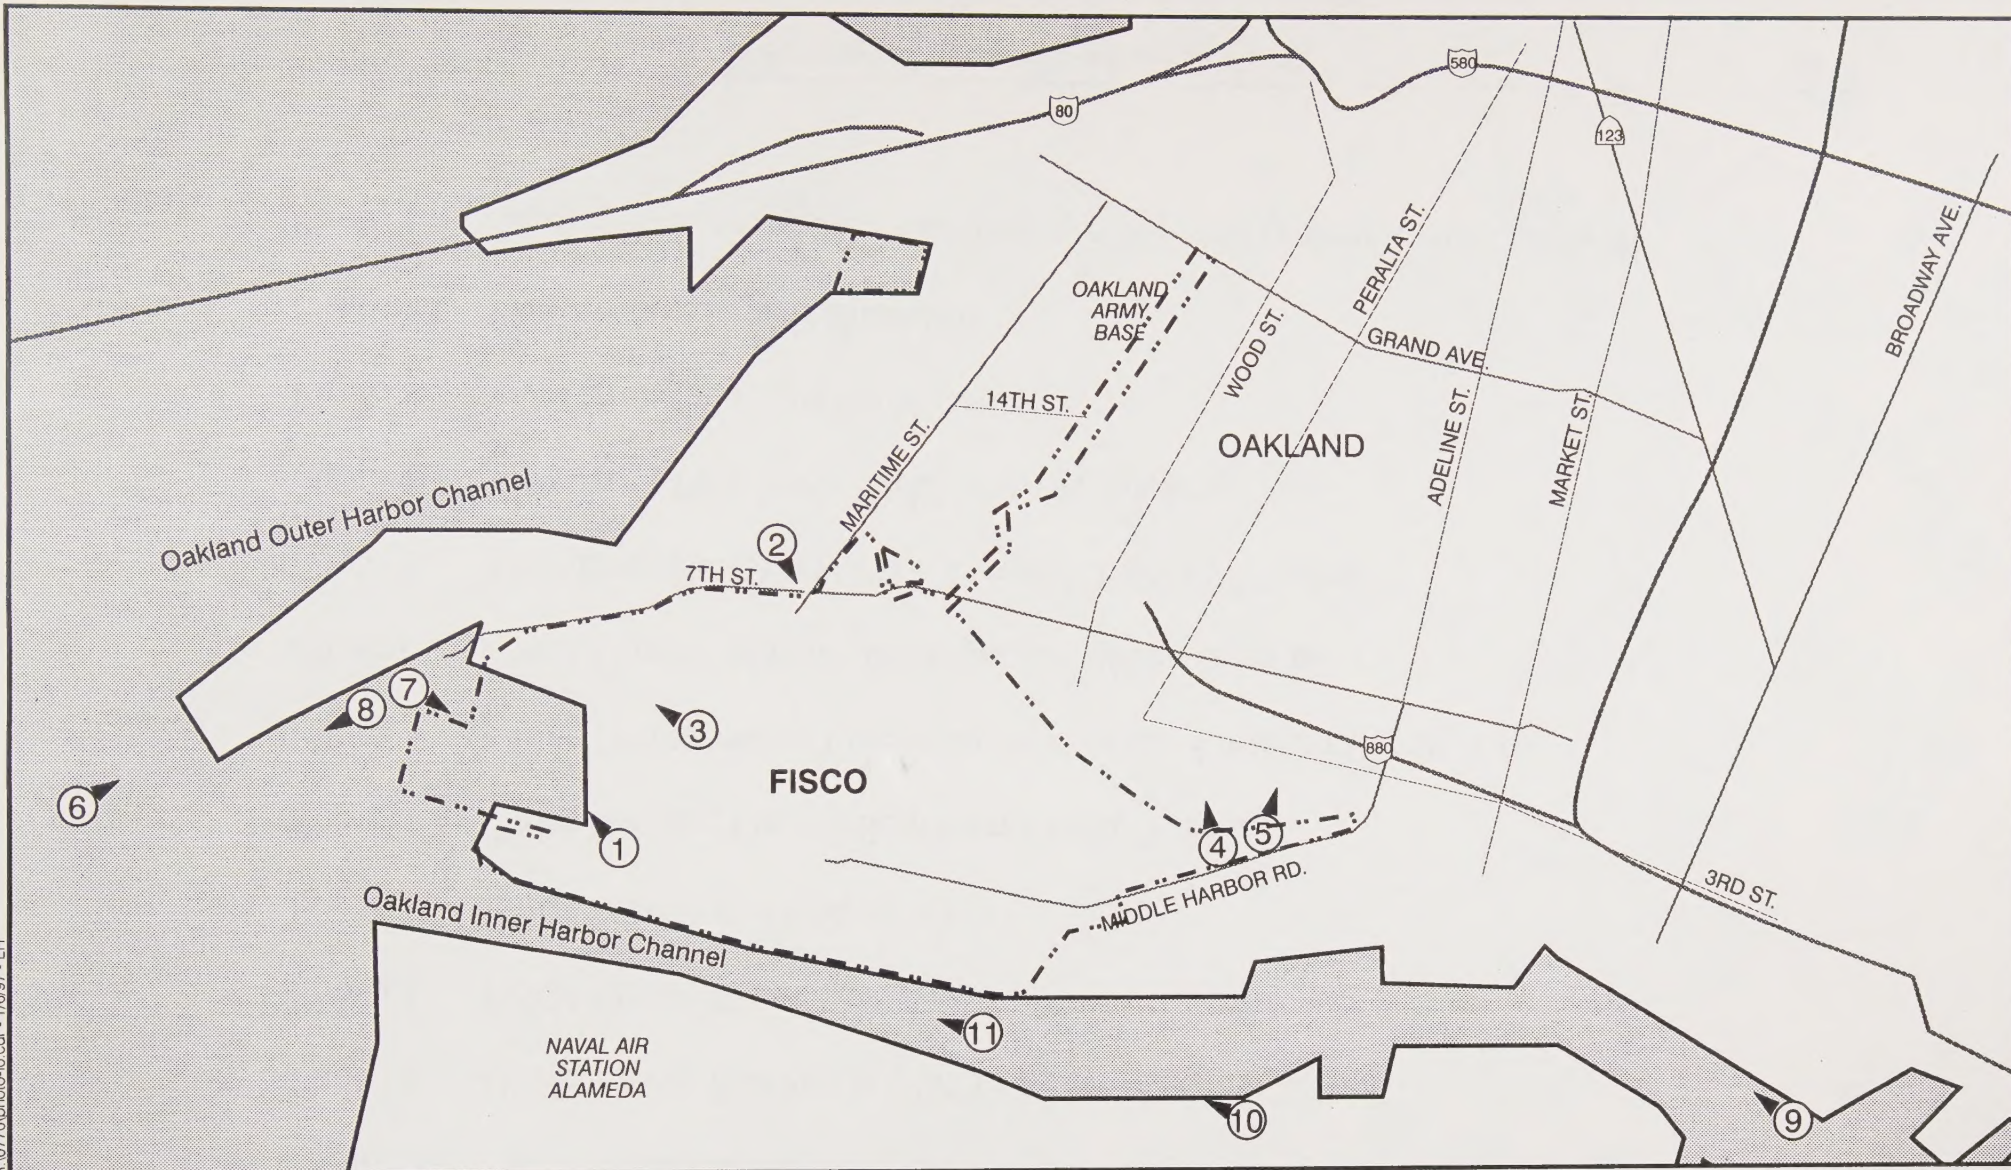 580
80
123
BROADWAY AVE.
PERALTA ST.
OAKLAND
ARMY
BASE
WOOD ST.
GRAND AVE.
14TH ST.
ADELINE ST.
MARKET ST.
OAKLAND
MARITIME ST.
Oakland Outer Harbor Channel
2
7TH ST.
7
8
3
880
FISCO
6
1
4
5
MIDDLE HARBOR RD.
3RD ST.
Oakland Inner Harbor Channel
11
NAVAL AIR
STATION
ALAMEDA
10
9